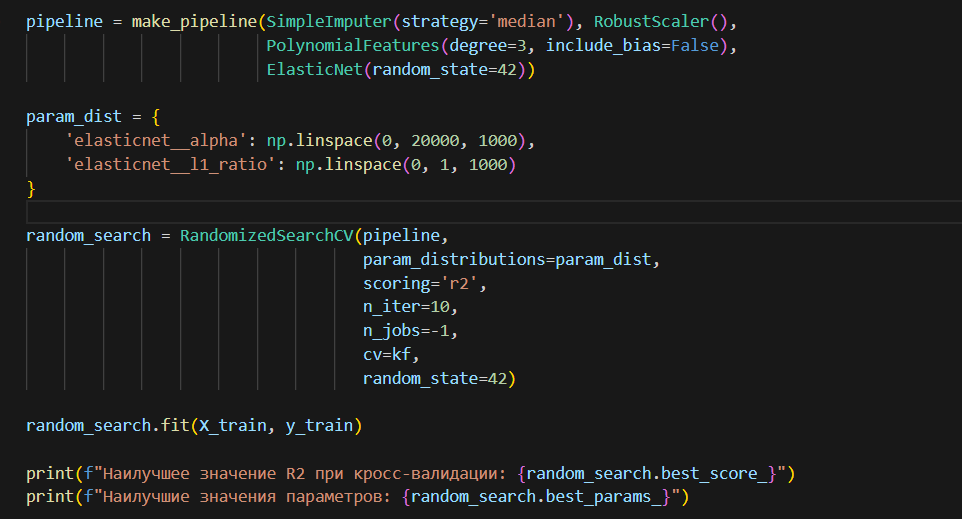 pipeline = make_pipeline(SimpleImputer(strategy='median'), RobustScaler(),
                         PolynomialFeatures(degree=3, include_bias=False),
                         ElasticNet(random_state=42))

param_dist = {
    'elasticnet__alpha': np.linspace(0, 20000, 1000),
    'elasticnet__l1_ratio': np.linspace(0, 1, 1000)
}

random_search = RandomizedSearchCV(pipeline,
                                   param_distributions=param_dist,
                                   scoring='r2',
                                   n_iter=10,
                                   n_jobs=-1,
                                   cv=kf,
                                   random_state=42)

random_search.fit(X_train, y_train)

print(f"Наилучшее значение R2 при кросс-валидации: {random_search.best_score_}")
print(f"Наилучшие значения параметров: {random_search.best_params_}")